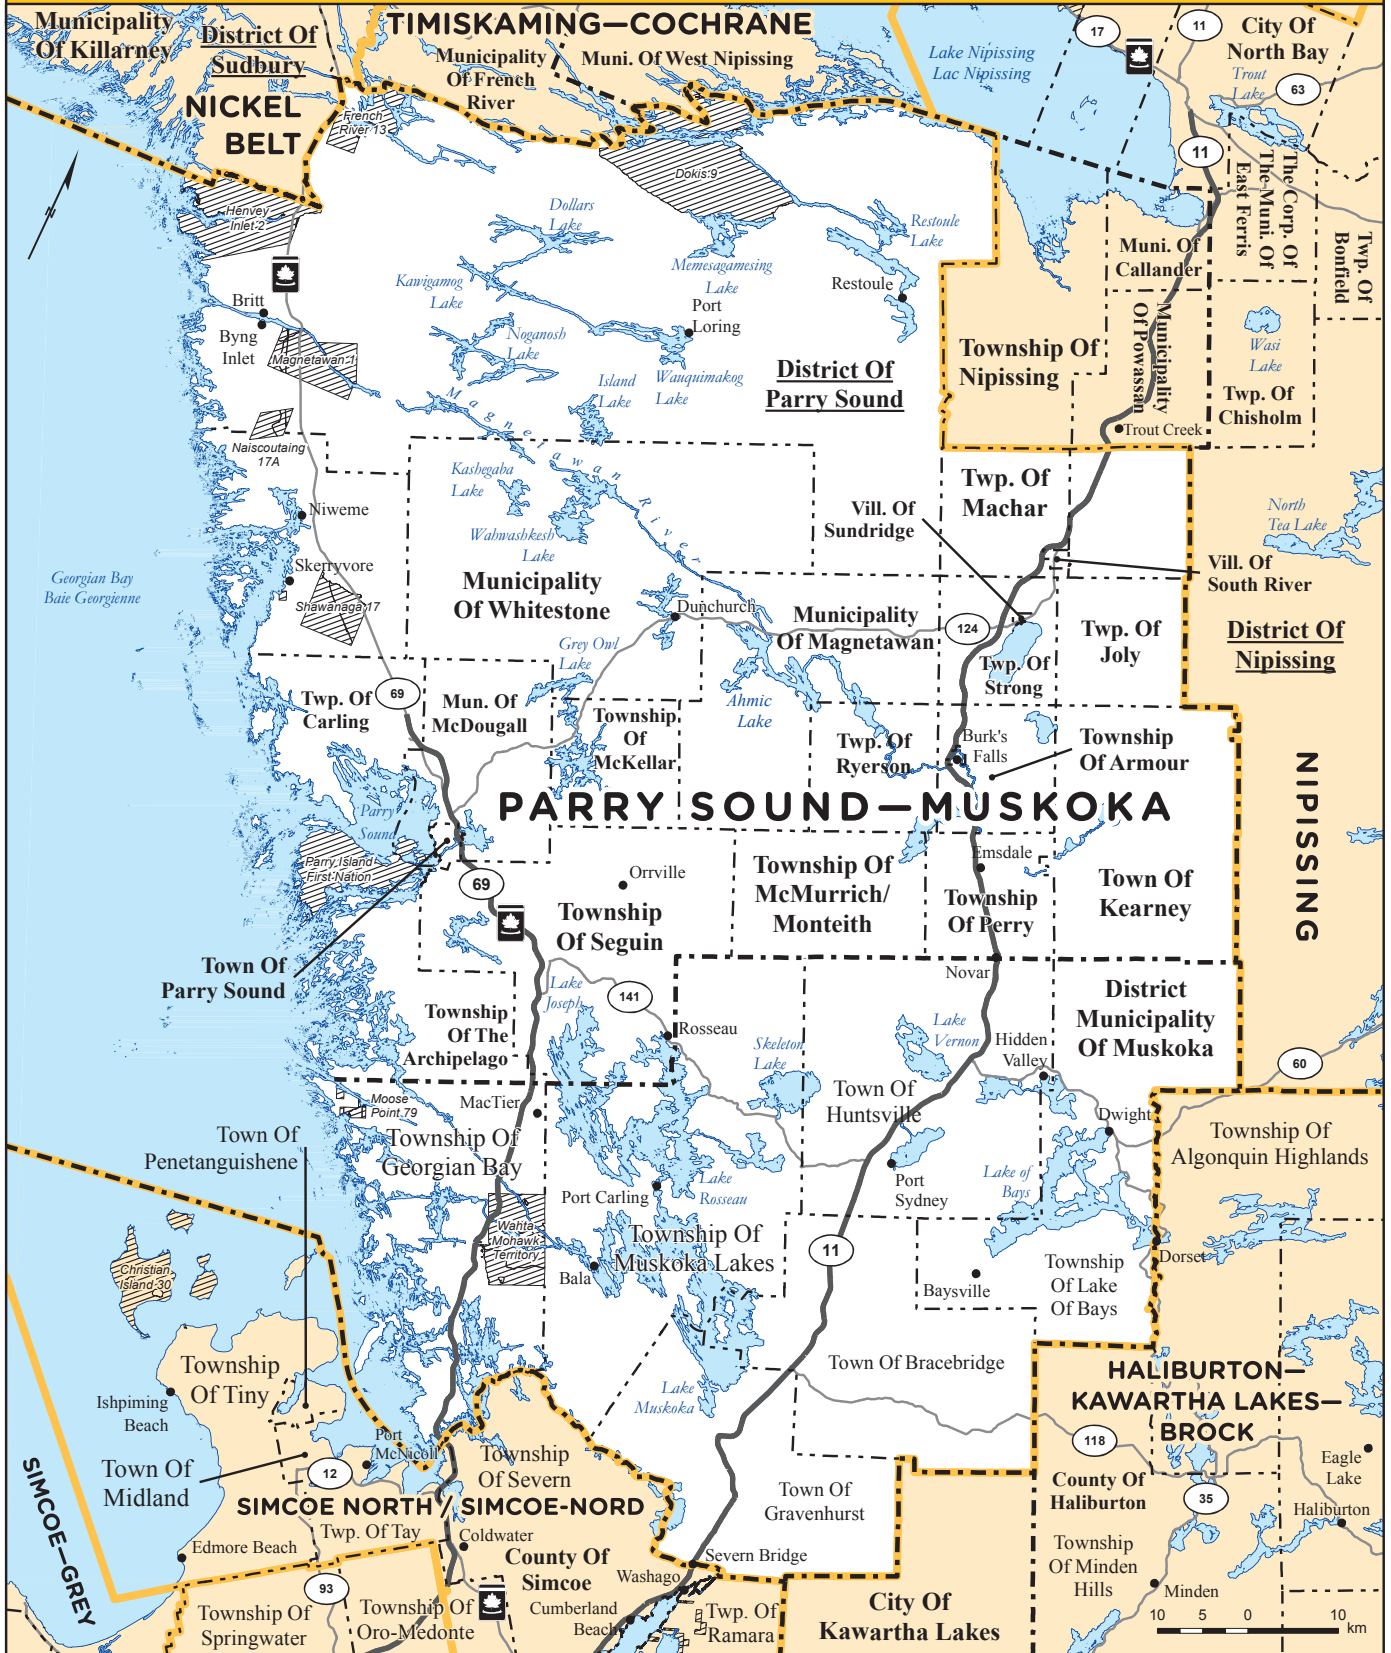 Municipality
Of Killarney
District Of
Sudbury
TIMISKAMING—COCHRANE
Municipality
Of French
River
Muni. Of West Nipissing
Lake Nipissing
Lac Nipissing
17
11
City Of
North Bay
Trout
Lake
63
NICKEL
BELT
French
River 13
Dokis 9
11
The Corp. Of
The Muni. Of
East Ferris
Twp. Of
Bonfield
N
Henvey
Inlet 2
Dollars
Lake
Restoule
Lake
Muni. Of
Callander
Memesagamesing
Lake
Kawigamog
Lake
Restoule
Britt
Byng
Inlet
Port
Loring
Municipality
Of Powassan
Noganosh
Lake
Magnetawan 1
Township Of
Nipissing
Wasi
Lake
District Of
Parry Sound
Island
Lake
Wauquimakog
Lake
Twp. Of
Chisholm
Magnetawan River
Trout Creek
Naiscoutaing
17A
Kashegaba
Lake
Twp. Of
Machar
Niweme
Vill. Of
Sundridge
North
Tea Lake
Wahwashkesh
Lake
Skerryvore
Vill. Of
South River
Georgian Bay
Baie Georgienne
Municipality
Of Whitestone
Shawanaga 17
Dunchurch
Municipality
Of Magnetawan
124
Twp. Of
Joly
District Of
Nipissing
Grey Owl
Lake
Twp. Of
Strong
Twp. Of
Carling
69
Mun. Of
McDougall
Ahmic
Lake
Township
Of
McKellar
Twp. Of
Ryerson
Burk's
Falls
Township
Of Armour
NIPISSING
PARRY SOUND—MUSKOKA
Parry
Sound
Parry Island
First Nation
69
Orrville
Township Of
McMurrich/
Monteith
Emsdale
Township
Of Perry
Town Of
Kearney
Township
Of Seguin
Town Of
Parry Sound
Novar
Lake
Joseph
141
District
Municipality
Of Muskoka
Township
Of The
Archipelago
Rosseau
Lake
Vernon
Hidden
Valley
Skeleton
Lake
60
Moose
Point 79
MacTier
Town Of
Huntsville
Dwight
Town Of
Penetanguishene
Township Of
Georgian Bay
Township Of
Algonquin Highlands
Lake
Rosseau
Port
Sydney
Lake of
Bays
Port Carling
Wahta
Mohawk
Territory
Township Of
Muskoka Lakes
11
Christian
Island 30
Bala
Baysville
Township
Of Lake
Of Bays
Dorset
Township
Of Tiny
Town Of Bracebridge
HALIBURTON—
KAWARTHA LAKES—
BROCK
Ishpiming
Beach
Lake
Muskoka
Port
McNicoll
Township
Of Severn
118
Eagle
Lake
Town Of
Midland
12
County Of
Haliburton
35
SIMCOE NORTH / SIMCOE-NORD
Town Of
Gravenhurst
Haliburton
SIMCOE—GREY
Twp. Of Tay
Coldwater
Edmore Beach
County Of
Simcoe
Severn Bridge
Township
Of Minden
Hills
Minden
93
Washago
Township Of
Springwater
Township Of
Oro-Medonte
Cumberland
Beach
Twp. Of
Ramara
City Of
Kawartha Lakes
10 5 0 10
km